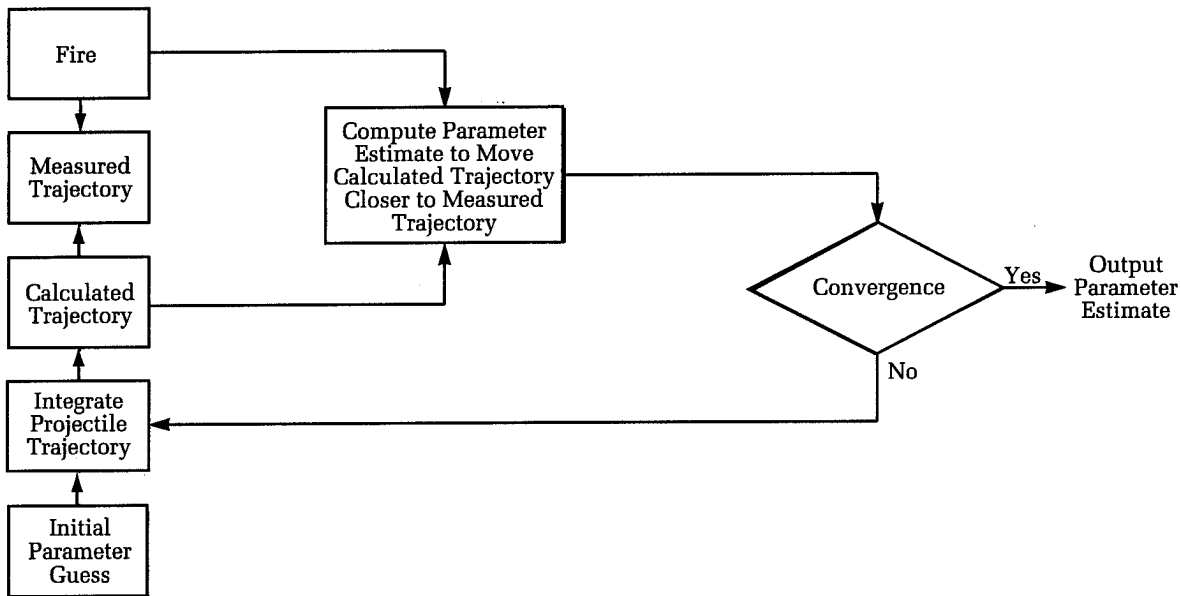 Fire
Measured
Trajectory
Calculated
Trajectory
Integrate
Projectile
Trajectory
Initial
Parameter
Guess
Compute Parameter
Estimate to Move
Calculated Trajectory
Closer to Measured
Trajectory
Convergence
Yes
No
Output
Parameter
Estimate